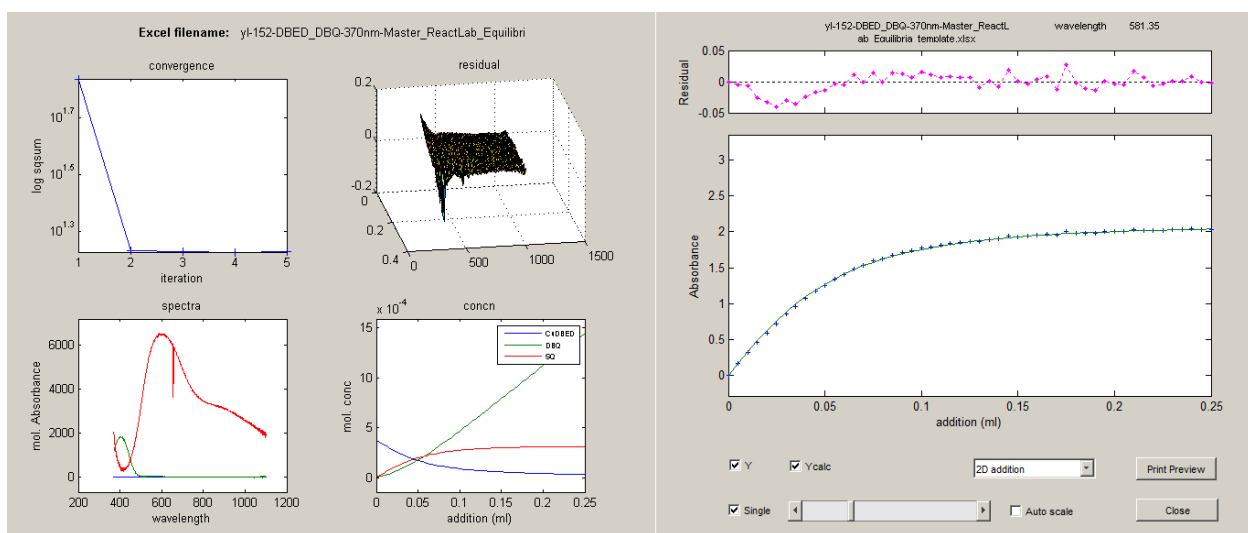 Excel filename: yl-152-DBED_DBQ-370nm-Master_ReactLab_Equilibri
convergence
10^1.7
10^1.5
10^1.3
log sqsum
1 2 3 4 5
iteration
residual
0.2
0.1
0.0
-0.2
0
0.2
0.4
0 500 1000 1500
spectra
6000
4000
2000
0
mol. Absorbance
200 400 600 800 1000 1200
wavelength
concn
x 10^-4
15
10
5
0
mol. conc
CuDBED
DBQ
SQ
0 0.05 0.1 0.15 0.2 0.25
addition (ml)
yl-152-DBED_DBQ-370nm-Master_ReactL
ab_Equilibria_template.xlsx
wavelength 581.35
0.05
0
-0.05
Residual
3
2.5
2
1.5
1
0.5
0
Absorbance
0 0.05 0.1 0.15 0.2 0.25
addition (ml)
Y
Ycalc
2D addition
Print Preview
Single
Auto scale
Close